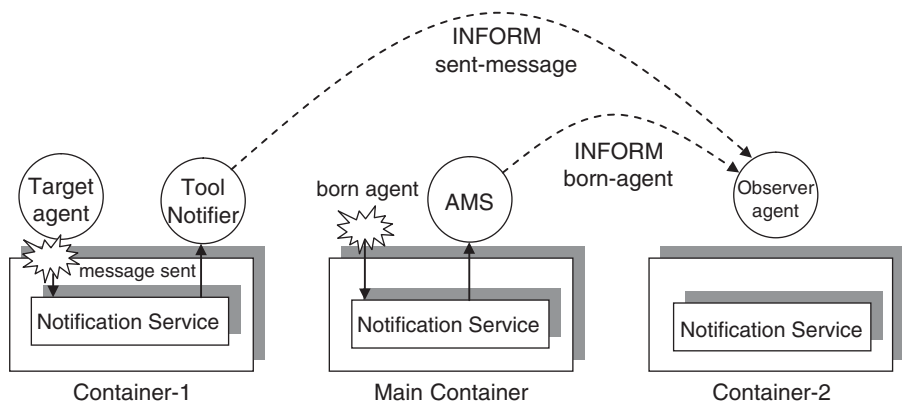 INFORM
sent-message
INFORM
born-agent
Target
agent
Tool
Notifier
born agent
AMS
Observer
agent
message sent
Notification Service
Notification Service
Notification Service
Container-1
Main Container
Container-2